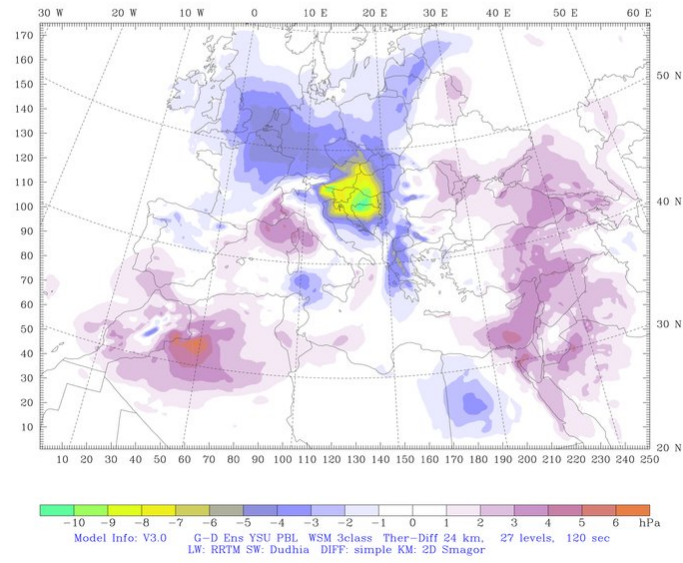 30 W 20 W 10 W 0 10 E 20 E 30 E 40 E 50 E 60 E
170
160 50 N
150
140
130
120
110
100 40 N
90
80
70
60
50 30 N
40
30
20
10 20 N
10 20 30 40 50 60 70 80 90 100 110 120 130 140 150 160 170 180 190 200 210 220 230 240 250
−10 −9 −8 −7 −6 −5 −4 −3 −2 −1 0 1 2 3 4 5 6 hPa
Model Info: V3.0 G-D Ens YSU PBL WSM 3class Ther-Diff 24 km, 27 levels, 120 sec
LW: RRTM SW: Dudhia DIFF: simple KM: 2D Smagor